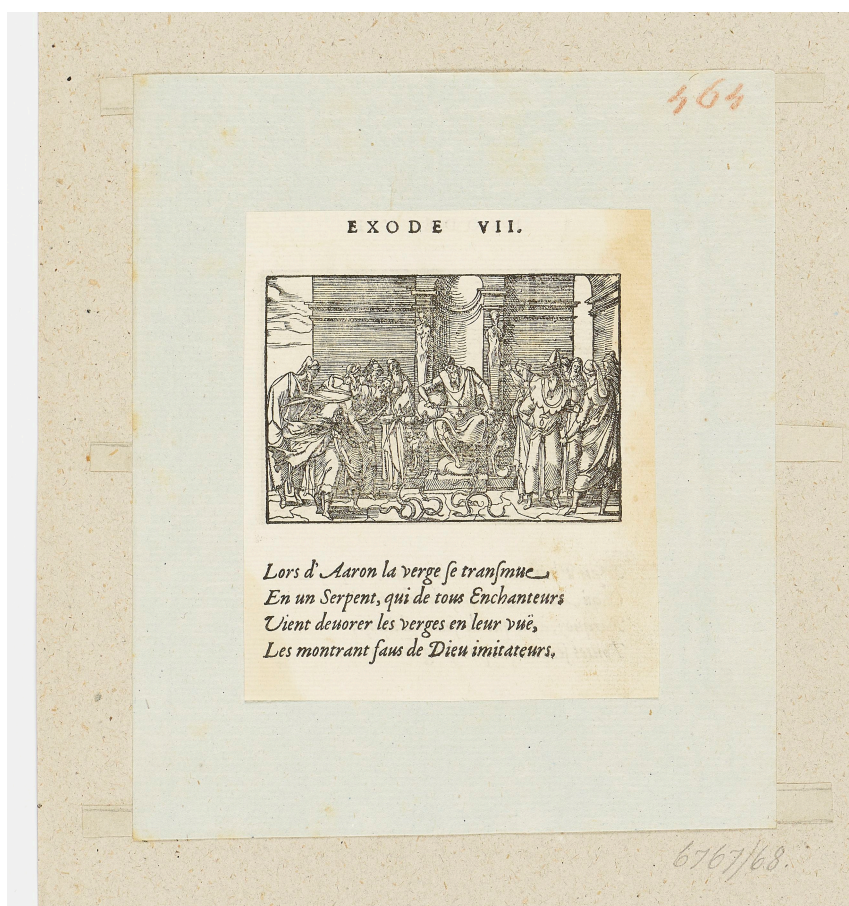 464
EXODE VII.
Lors d'Aaron la verge ſe tranſmue
En un Serpent, qui de tous Enchanteurs
Vient deuorer les verges en leur vuë,
Les montrant faus de Dieu imitateurs.
6767/68.